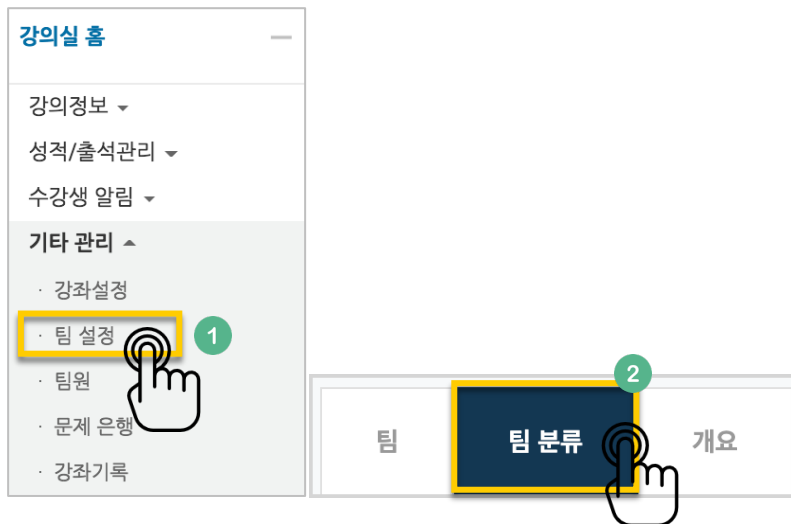 강의실 홈
강의정보
성적/출석관리
수강생 알림
기타 관리
· 강좌설정
· 팀 설정
1
· 팀원
· 문제 은행
· 강좌기록
2
팀
팀 분류
개요